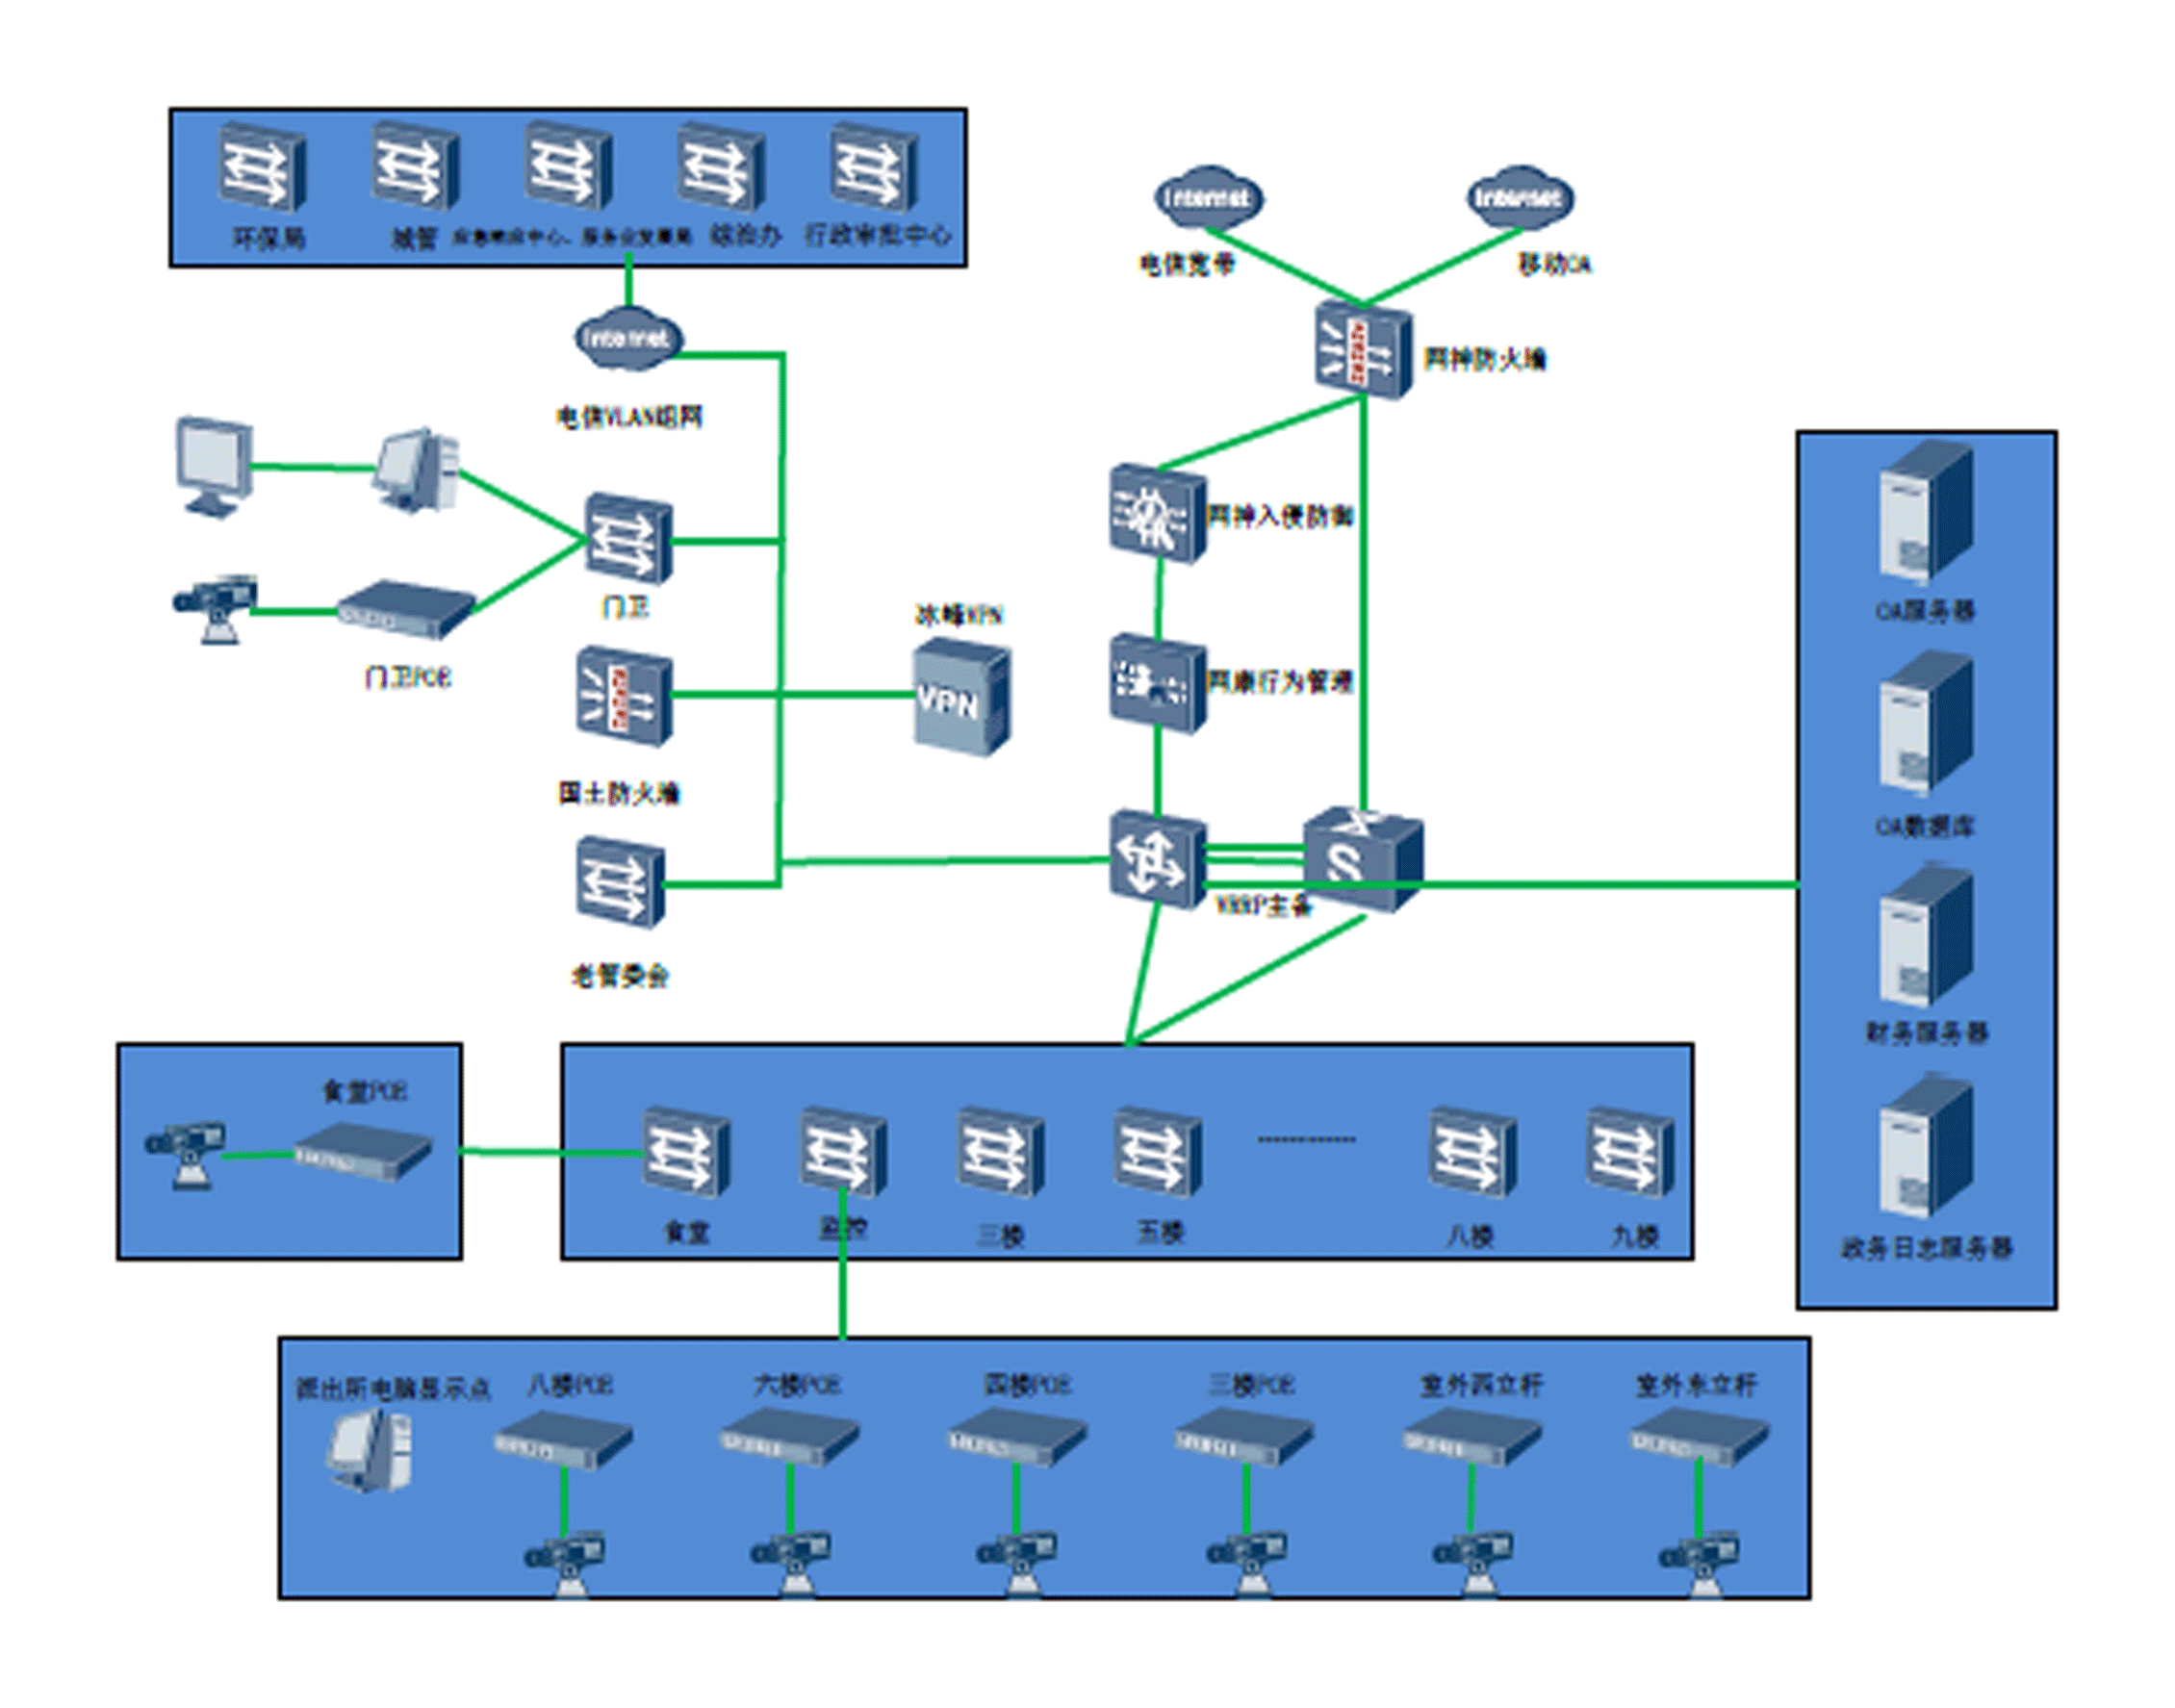 环保局
城管
应急响应中心、服务业发展局
综治办
行政审批中心
Internet
Internet
电信宽带
移动OA
Internet
网神防火墙
电信VLAN组网
网神入侵防御
OA服务器
门卫
冰峰VPN
门卫POE
网康行为管理
VPN
国土防火墙
OA数据库
S
VRRP主备
老管委会
财务服务器
食堂POE
食堂
监控
三楼
五楼
八楼
九楼
政务日志服务器
派出所电脑显示点
八楼POE
六楼POE
四楼POE
三楼POE
室外西立杆
室外东立杆